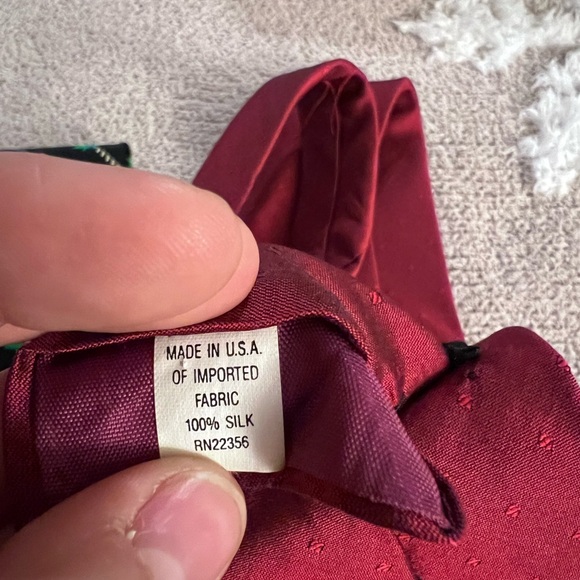 MADE IN U.S.A.
OF IMPORTED
FABRIC
100% SILK
RN22356